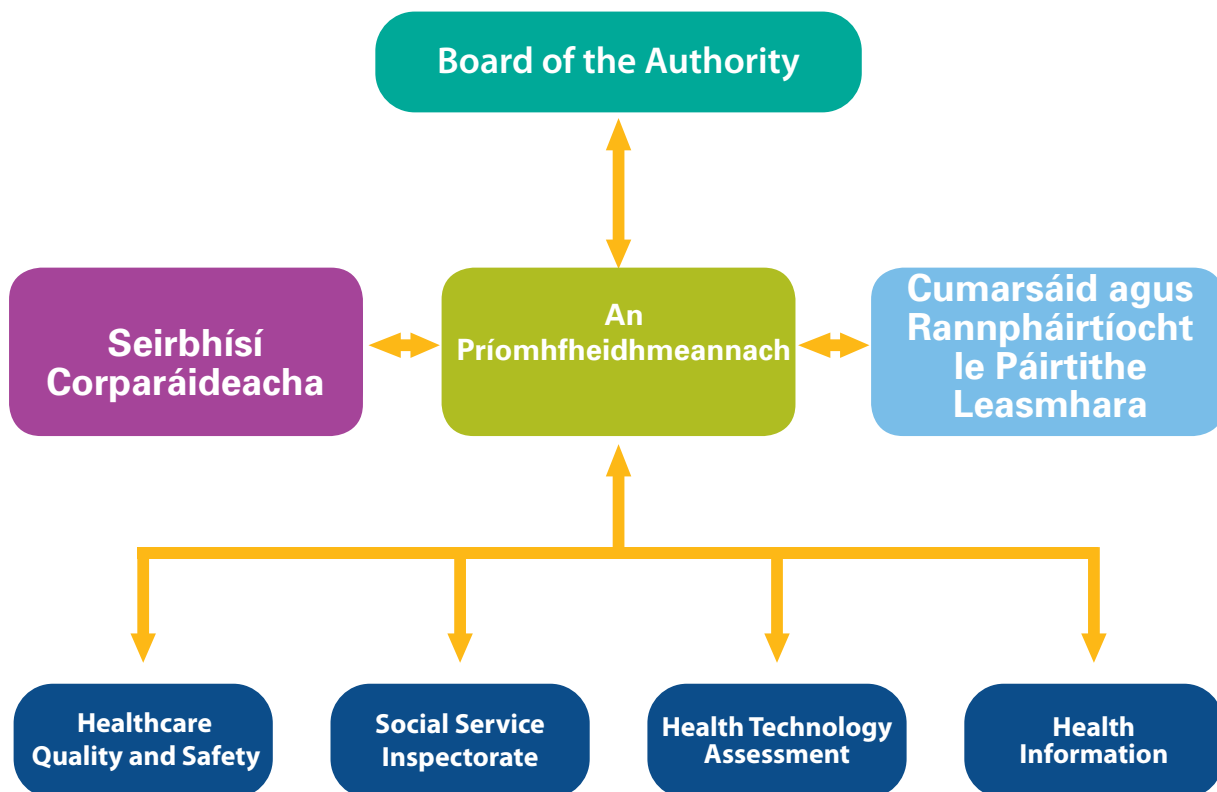 Board of the Authority
Seirbhísí
Corparáideacha
An
Príomhfheidhmeannach
Cumarsáid agus
Rannpháirtíocht
le Páirtithe
Leasmhara
Healthcare
Quality and Safety
Social Service
Inspectorate
Health Technology
Assessment
Health
Information